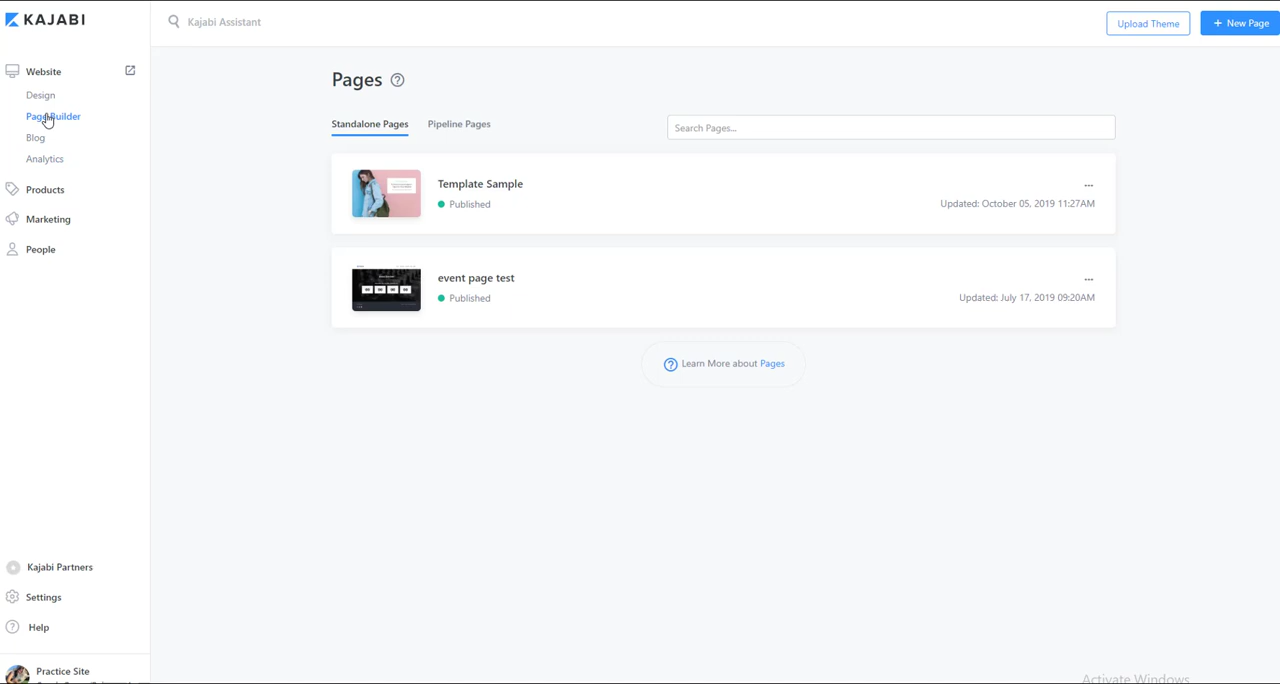 KAJABI
Kajabi Assistant
Upload Theme
+ New Page
Website
Design
Page Builder
Blog
Analytics
Products
Marketing
People
Kajabi Partners
Settings
Help
Practice Site
Pages
Standalone Pages
Pipeline Pages
Search Pages...
Template Sample
Published
Updated: October 05, 2019 11:27AM
event page test
Published
Updated: July 17, 2019 09:20AM
Learn More about Pages
Activate Windows